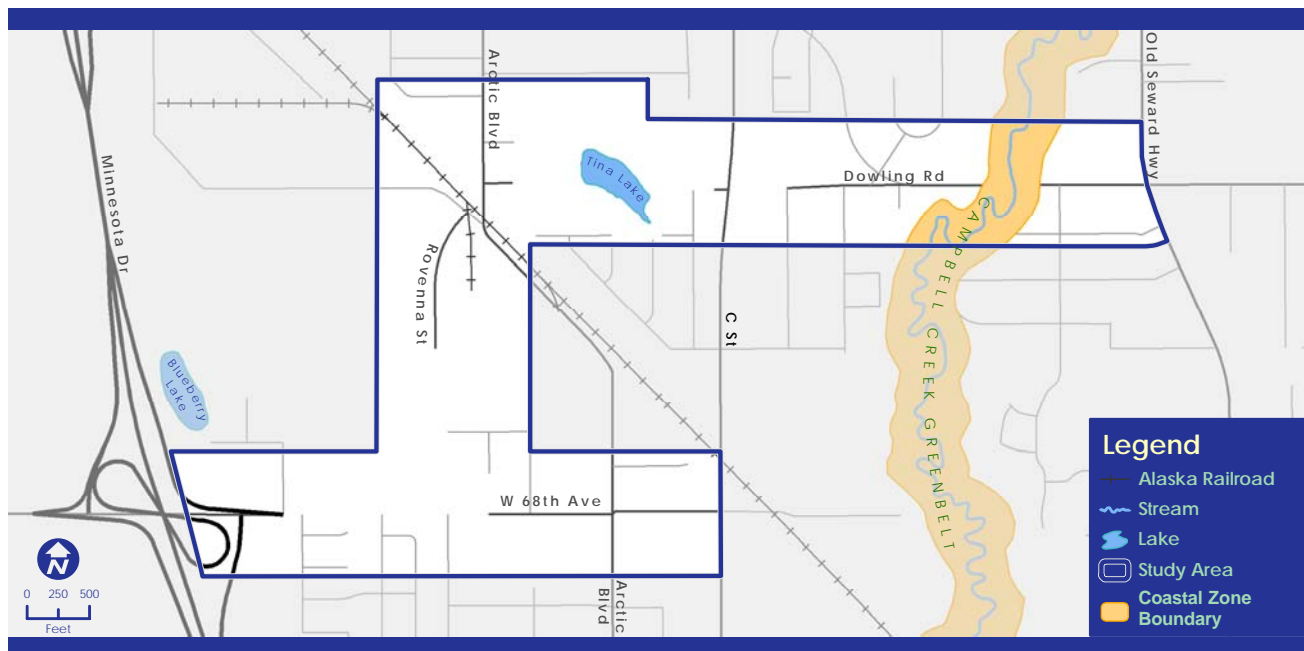 Arctic Blvd
Old Seward Hwy
Minnesota Dr
Tina Lake
Dowling Rd
Rovenna St
C St
CAMPBELL CREEK GREENBELT
Blueberry
Lake
W 68th Ave
Arctic
Blvd
N
0 250 500
Feet
Legend
Alaska Railroad
Stream
Lake
Study Area
Coastal Zone
Boundary